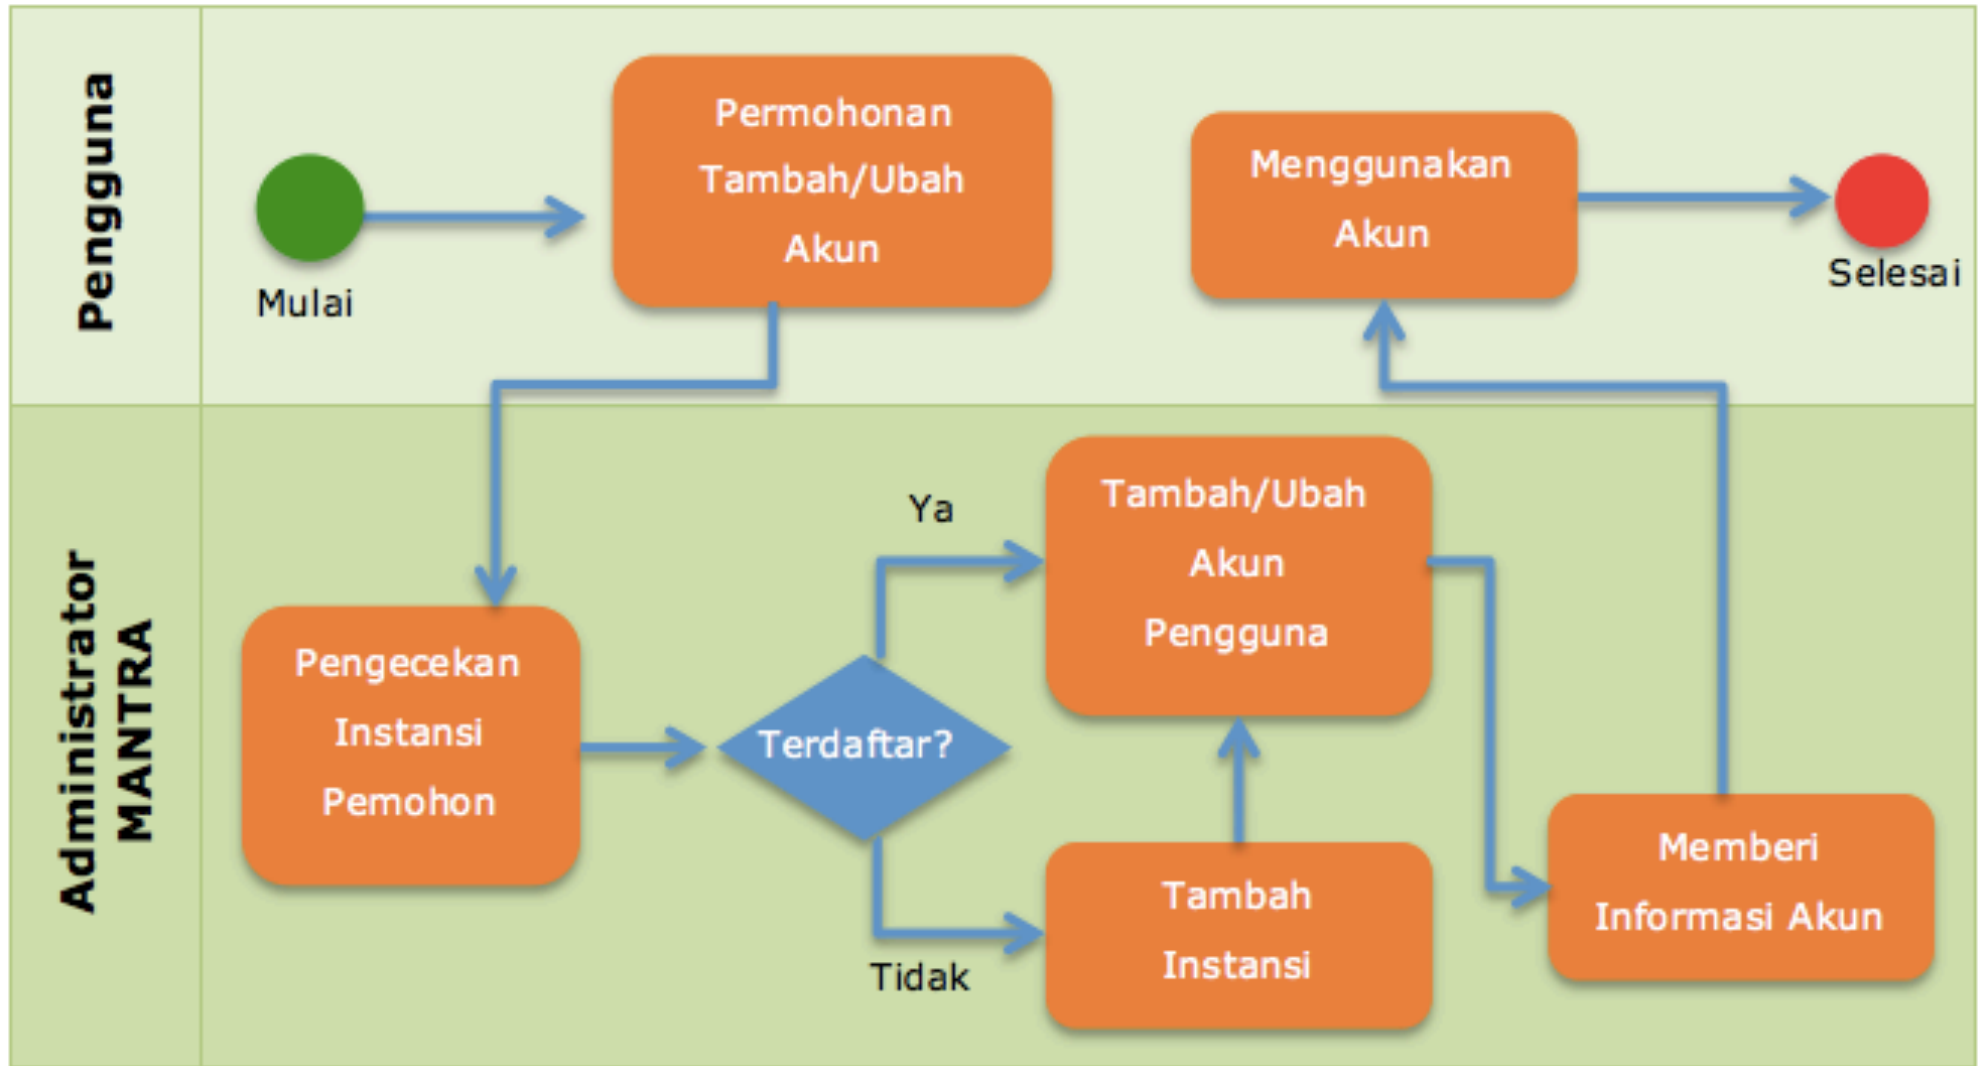 Pengguna
Mulai
Permohonan
Tambah/Ubah
Akun
Menggunakan
Akun
Selesai
Administrator
MANTRA
Pengecekan
Instansi
Pemohon
Terdaftar?
Ya
Tidak
Tambah/Ubah
Akun
Pengguna
Tambah
Instansi
Memberi
Informasi Akun